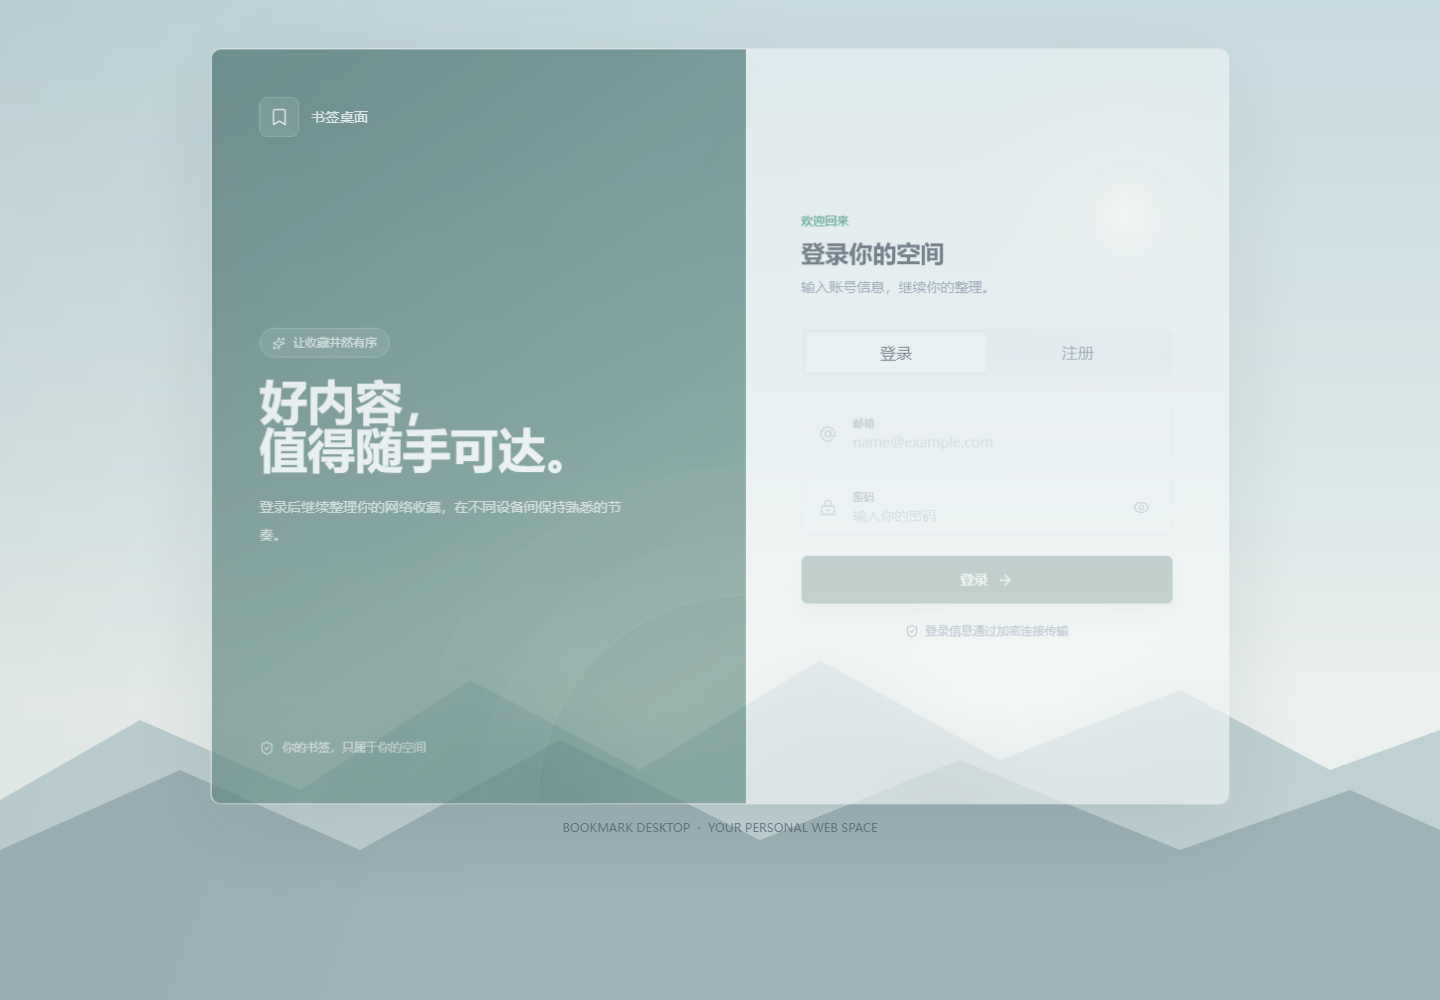 书签桌面
让收藏井然有序
好内容，
值得随手可达。
登录后继续整理你的网络收藏，在不同设备间保持熟悉的节
奏。
你的书签，只属于你的空间
欢迎回来
登录你的空间
输入账号信息，继续你的整理。
登录 注册
邮箱
name@example.com
密码
输入你的密码
登录
登录信息通过加密连接传输
BOOKMARK DESKTOP · YOUR PERSONAL WEB SPACE